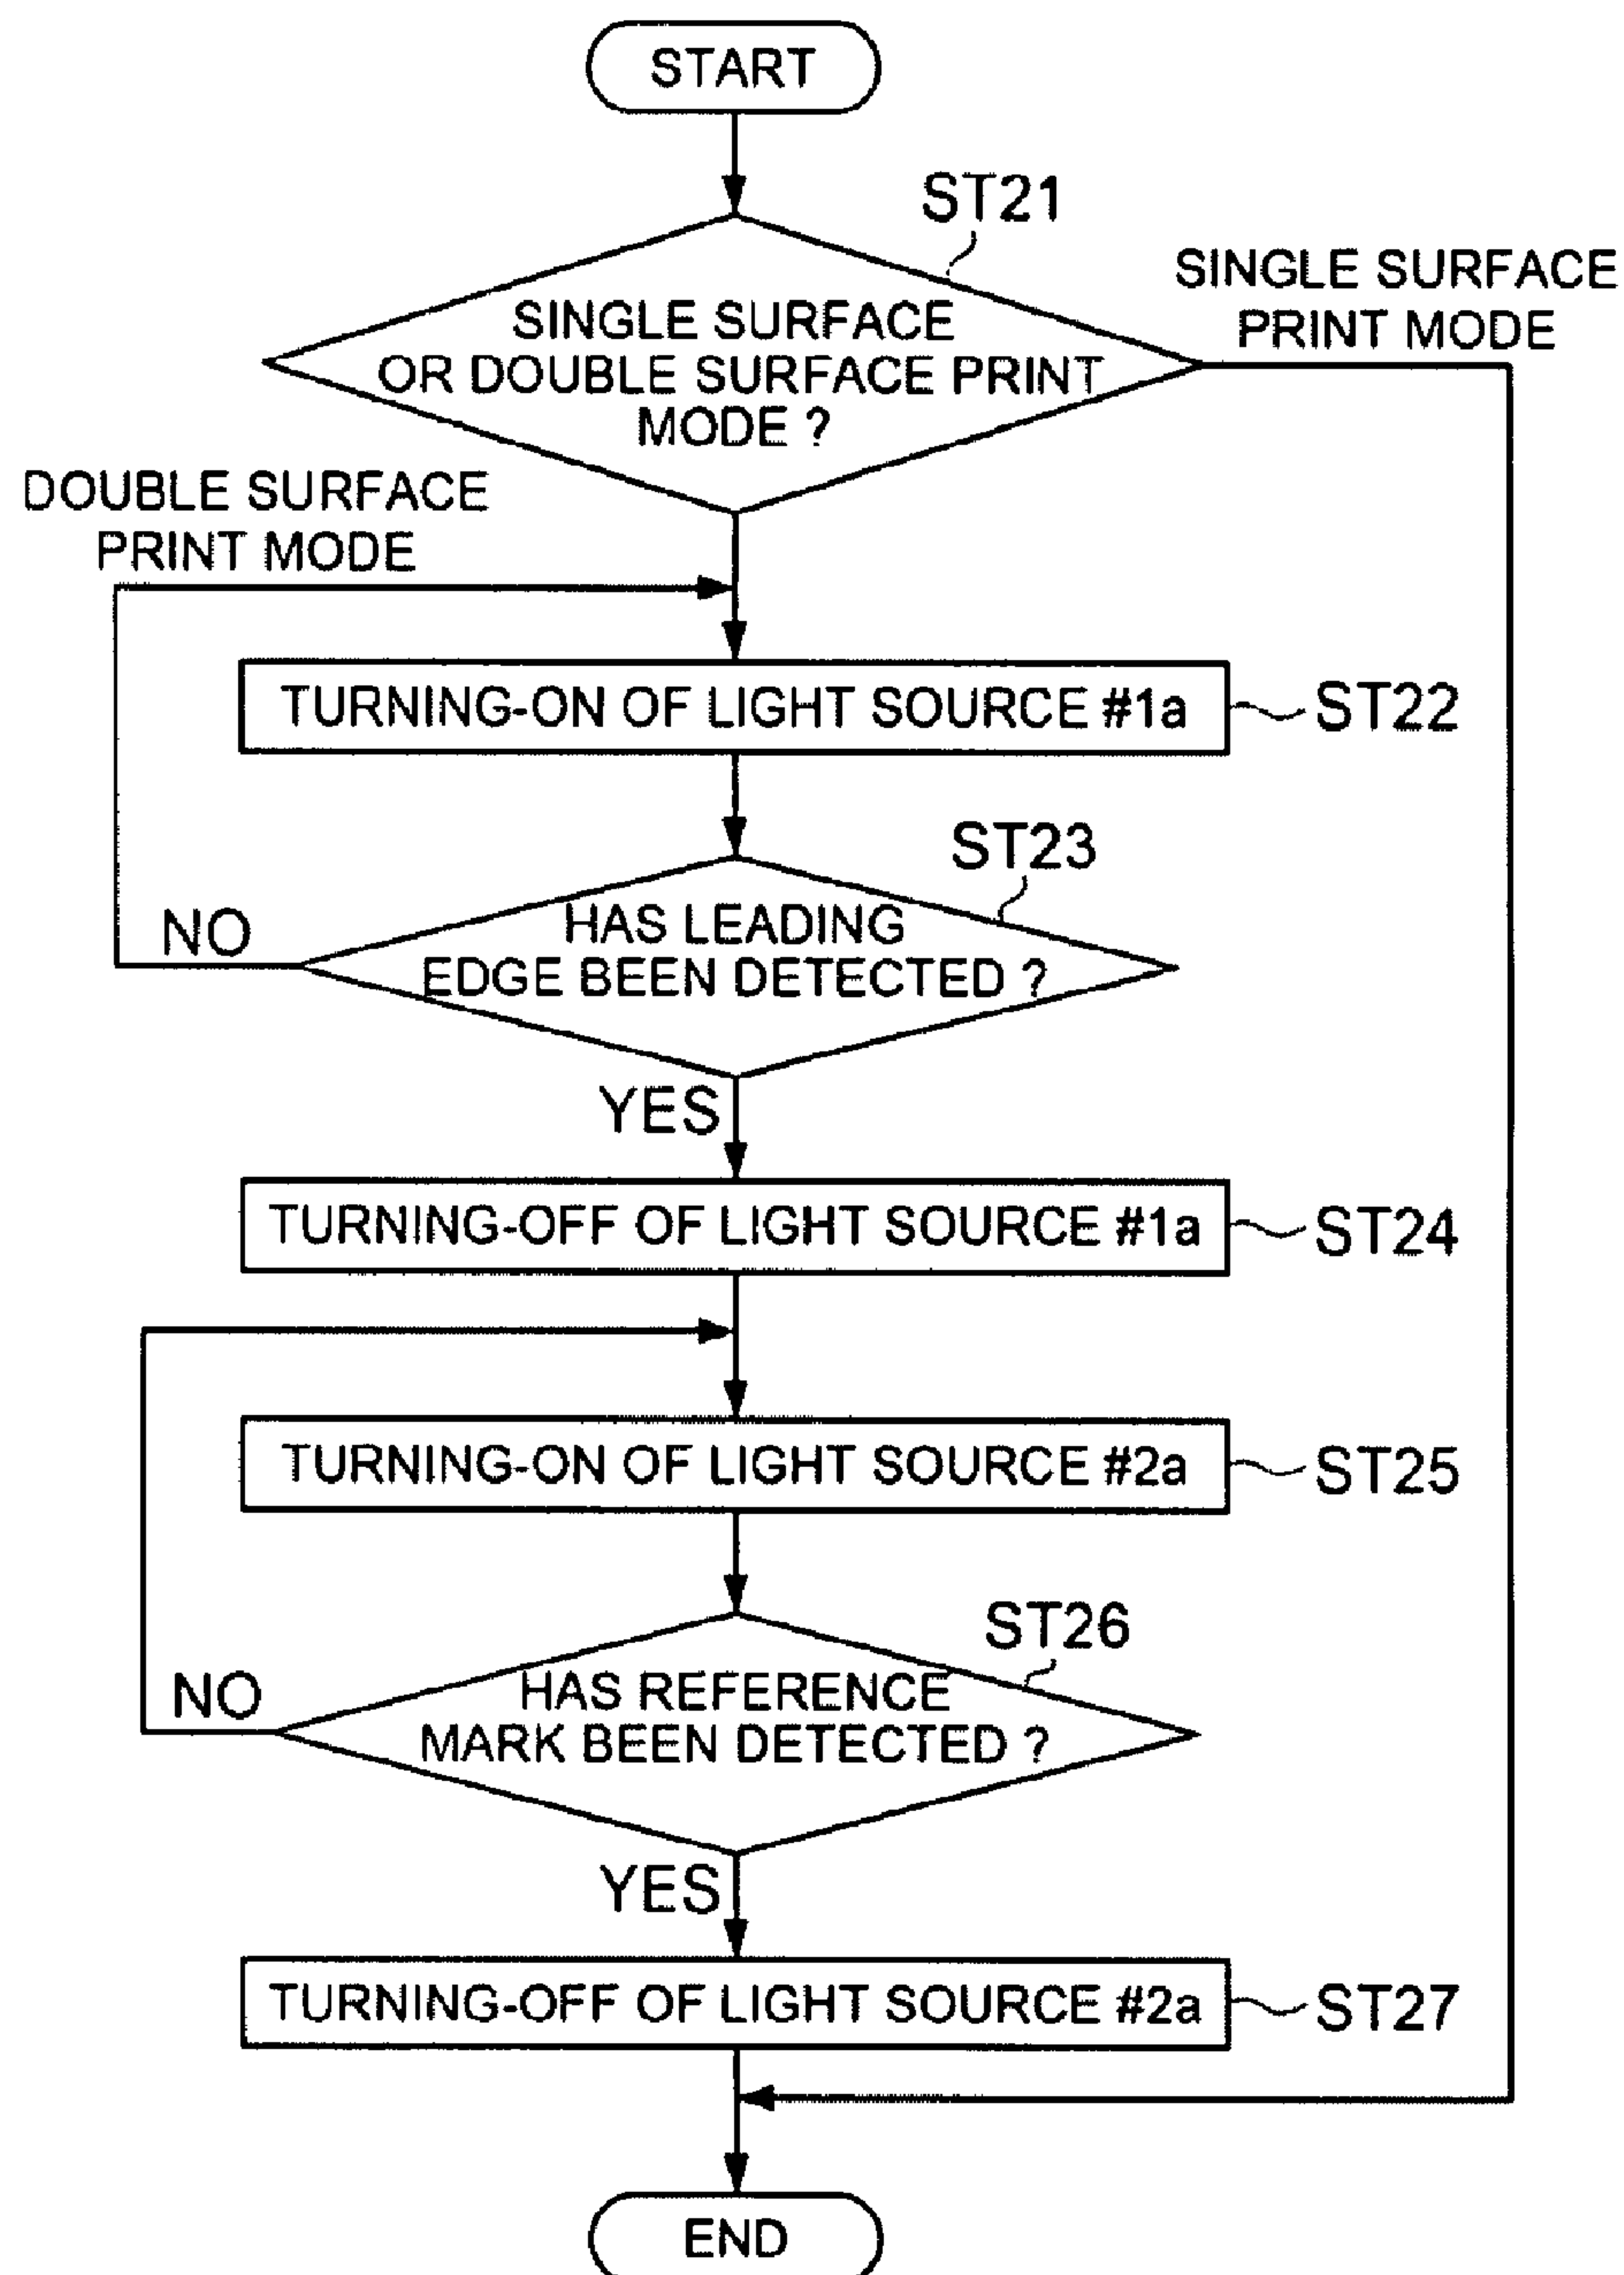 START
ST21
SINGLE SURFACE
PRINT MODE
SINGLE SURFACE
OR DOUBLE SURFACE PRINT
MODE ?
DOUBLE SURFACE
PRINT MODE
TURNING-ON OF LIGHT SOURCE #1a
ST22
ST23
HAS LEADING
EDGE BEEN DETECTED ?
NO
YES
TURNING-OFF OF LIGHT SOURCE #1a
ST24
TURNING-ON OF LIGHT SOURCE #2a
ST25
ST26
HAS REFERENCE
MARK BEEN DETECTED ?
NO
YES
TURNING-OFF OF LIGHT SOURCE #2a
ST27
END